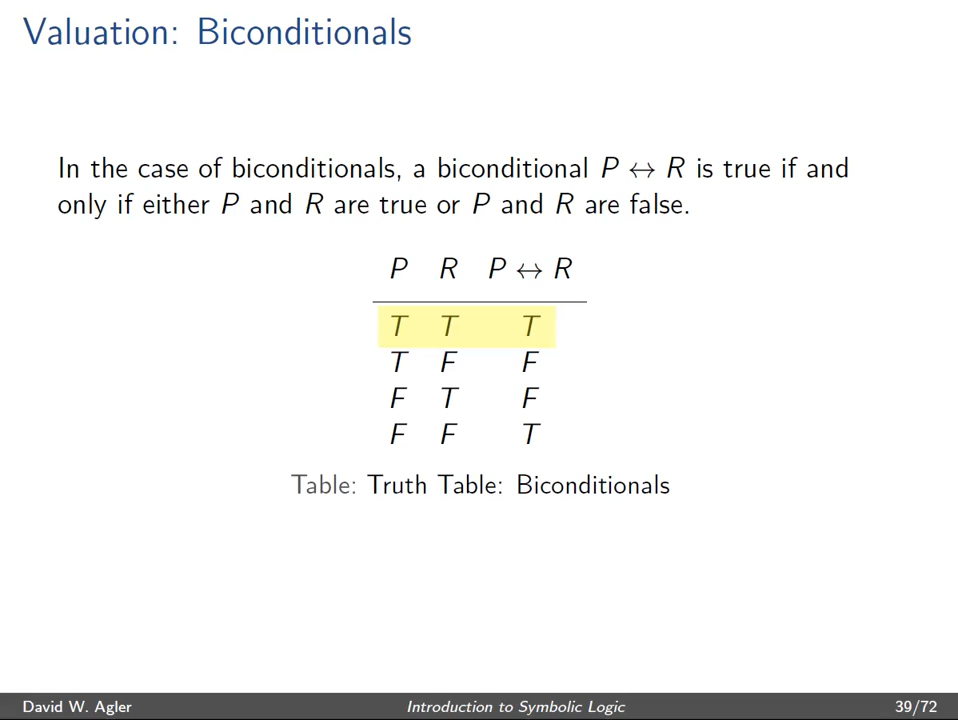 Valuation: Biconditionals
In the case of biconditionals, a biconditional P ↔ R is true if and
only if either P and R are true or P and R are false.
P R P ↔ R
T T T
T F F
F T F
F F T
Table: Truth Table: Biconditionals
David W. Agler Introduction to Symbolic Logic 39/72